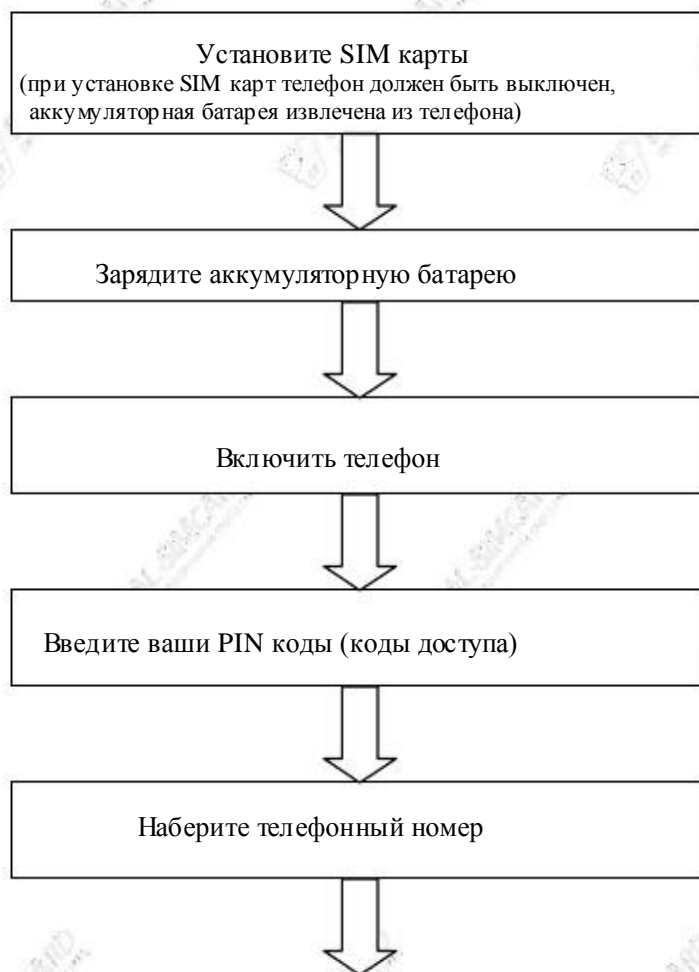 Установите SIM карты
(при установке SIM карт телефон должен быть выключен,
аккумуляторная батарея извлечена из телефона)
Зарядите аккумуляторную батарею
Включить телефон
Введите ваши PIN коды (коды доступа)
Наберите телефонный номер